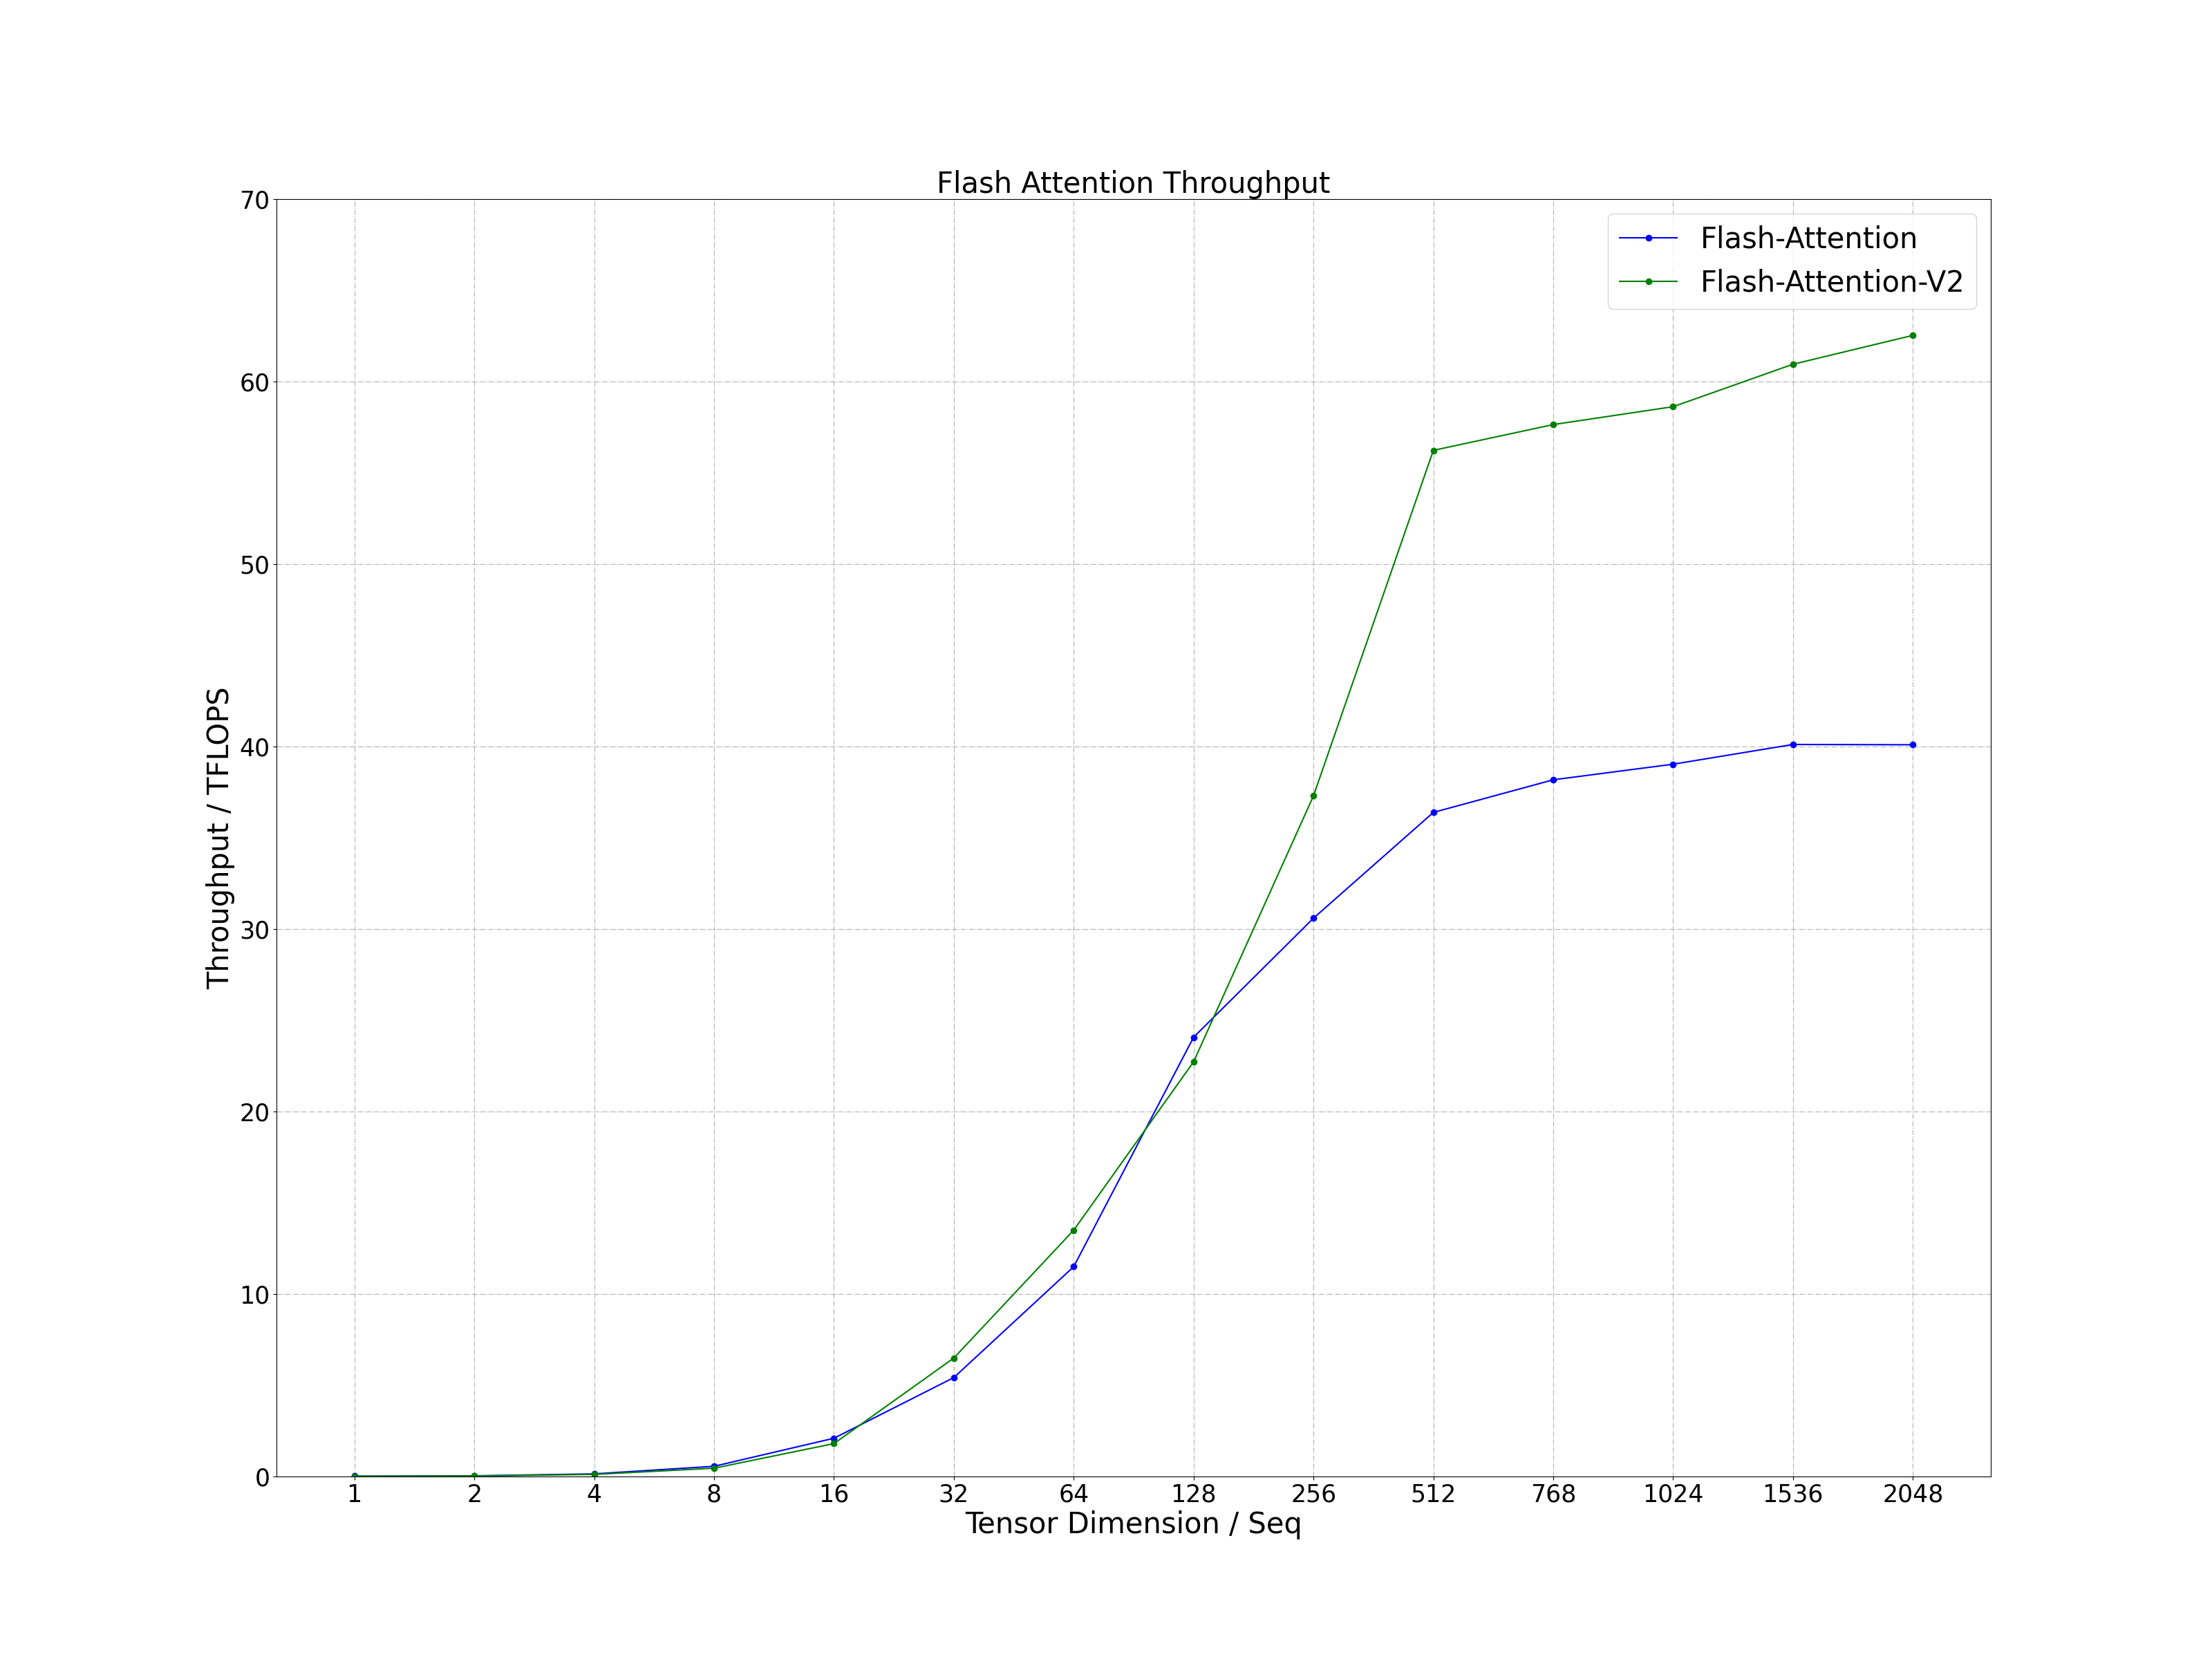 Flash Attention Throughput
Flash-Attention
Flash-Attention-V2
70
60
50
40
30
20
10
0
Throughput / TFLOPS
1 2 4 8 16 32 64 128 256 512 768 1024 1536 2048
Tensor Dimension / Seq